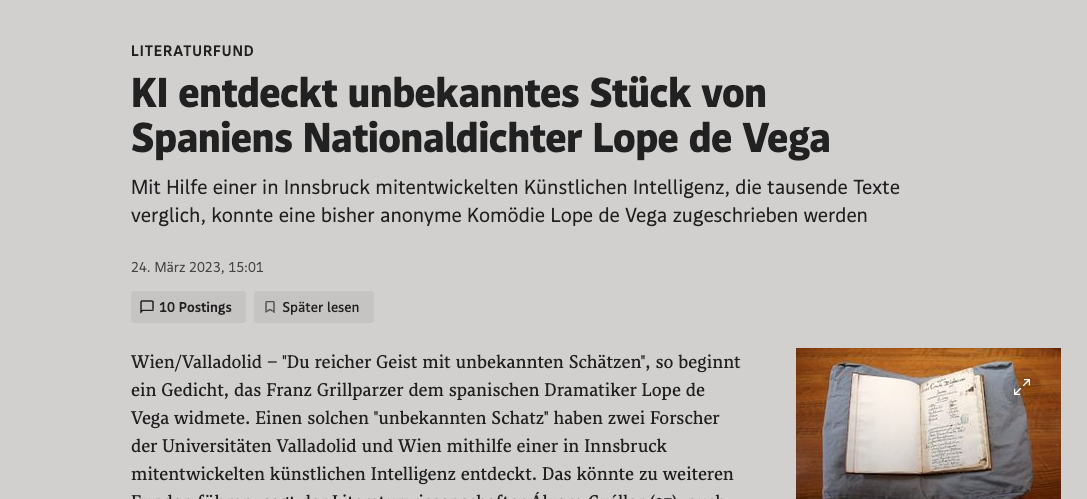 LITERATURFUND
KI entdeckt unbekanntes Stück von
Spaniens Nationaldichter Lope de Vega
Mit Hilfe einer in Innsbruck mitentwickelten Künstlichen Intelligenz, die tausende Texte
verglich, konnte eine bisher anonyme Komödie Lope de Vega zugeschrieben werden
24. März 2023, 15:01
10 Postings
Später lesen
Wien/Valladolid – "Du reicher Geist mit unbekannten Schätzen", so beginnt
ein Gedicht, das Franz Grillparzer dem spanischen Dramatiker Lope de
Vega widmete. Einen solchen "unbekannten Schatz" haben zwei Forscher
der Universitäten Valladolid und Wien mithilfe einer in Innsbruck
mitentwickelten künstlichen Intelligenz entdeckt. Das könnte zu weiteren